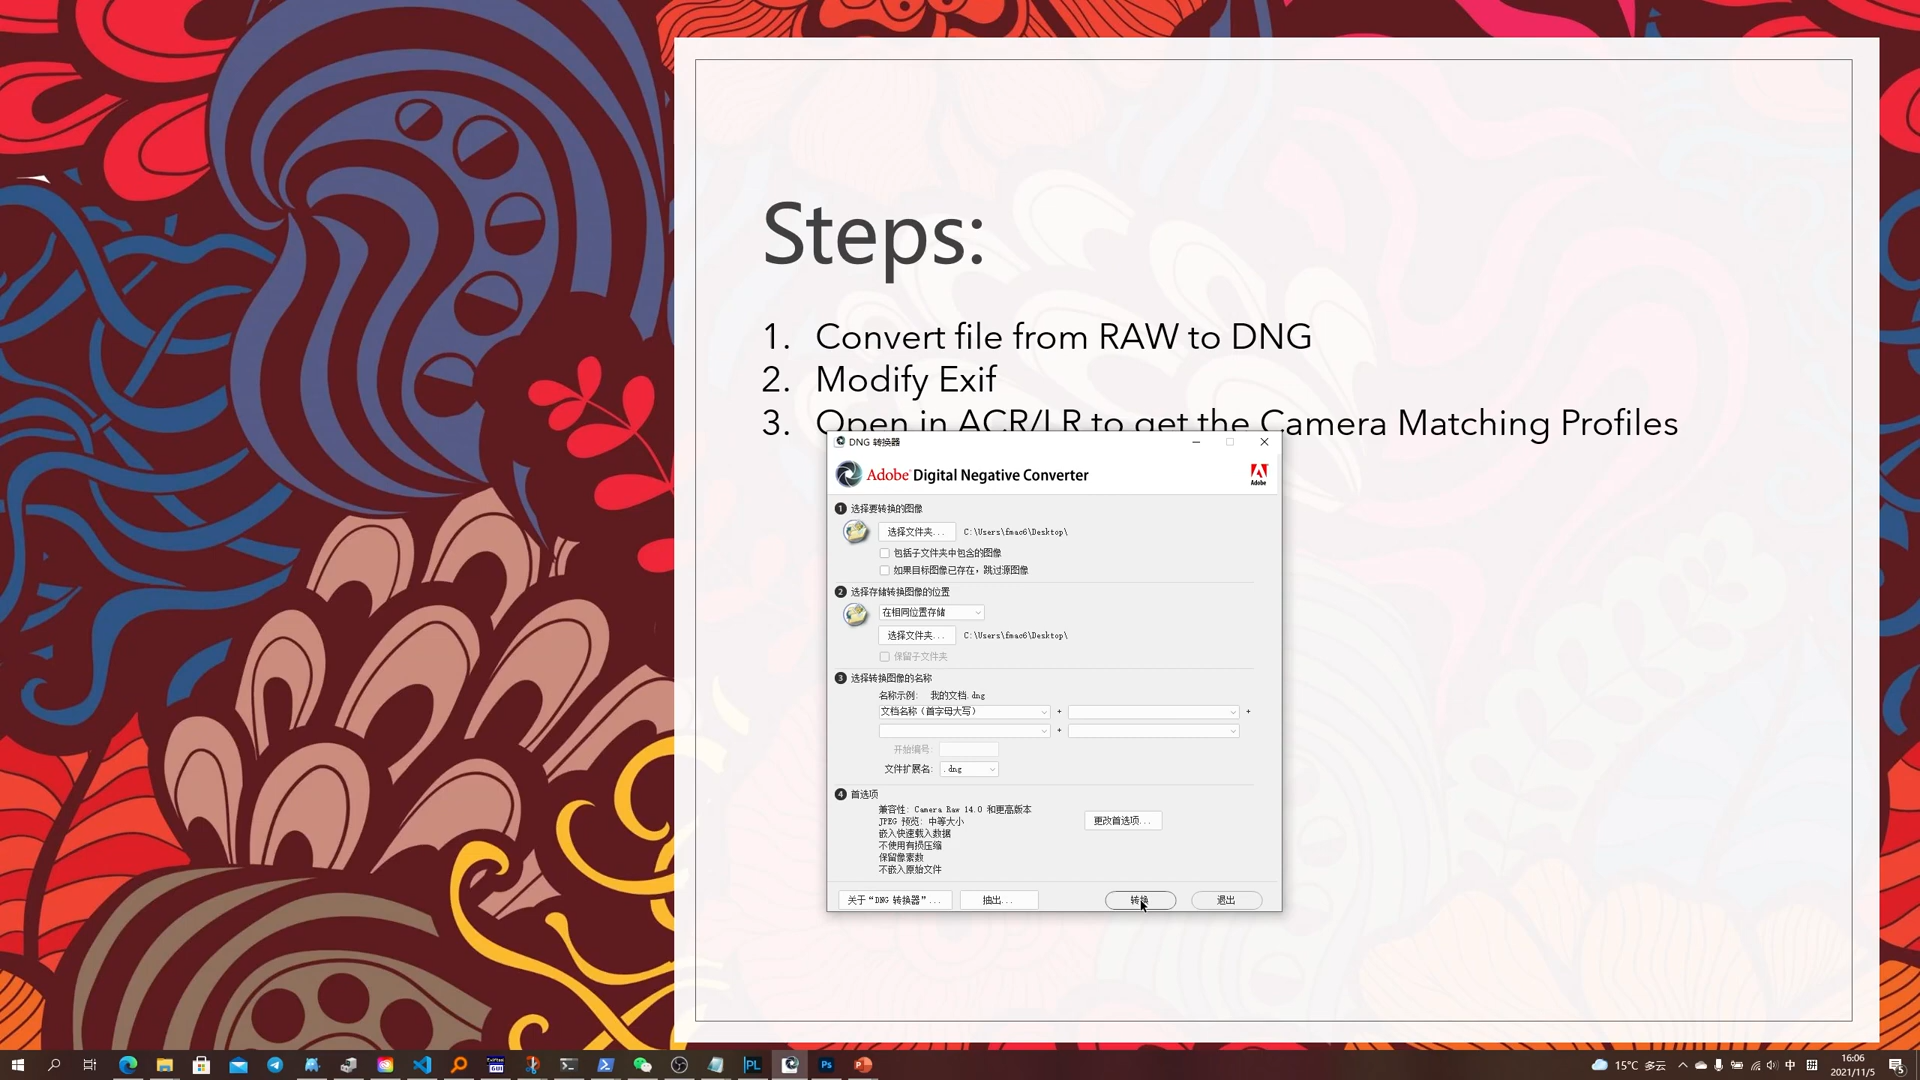 Steps:
1. Convert file from RAW to DNG
2. Modify Exif
3. Open in ACR/LR to get the Camera Matching Profiles
DNG 转换器
Adobe Digital Negative Converter
Adobe
1 选择要转换的图像
选择文件夹... C:\Users\fmac6\Desktop\
包括子文件夹中包含的图像
如果目标图像已存在，跳过源图像
2 选择存储转换图像的位置
在相同位置存储
选择文件夹... C:\Users\fmac6\Desktop\
保留子文件夹
3 选择转换图像的名称
名称示例: 我的文档.dng
文档名称（首字母大写） + +
+
开始编号:
文件扩展名: .dng
4 首选项
兼容性: Camera Raw 14.0 和更高版本
JPEG 预览: 中等大小
更改首选项...
嵌入快速载入数据
不使用有损压缩
保留像素数
不嵌入原始文件
关于“DNG 转换器”... 抽出... 转换 退出
GUI PL Ps P 15°C 多云 中 拼 16:06
2021/11/5 5